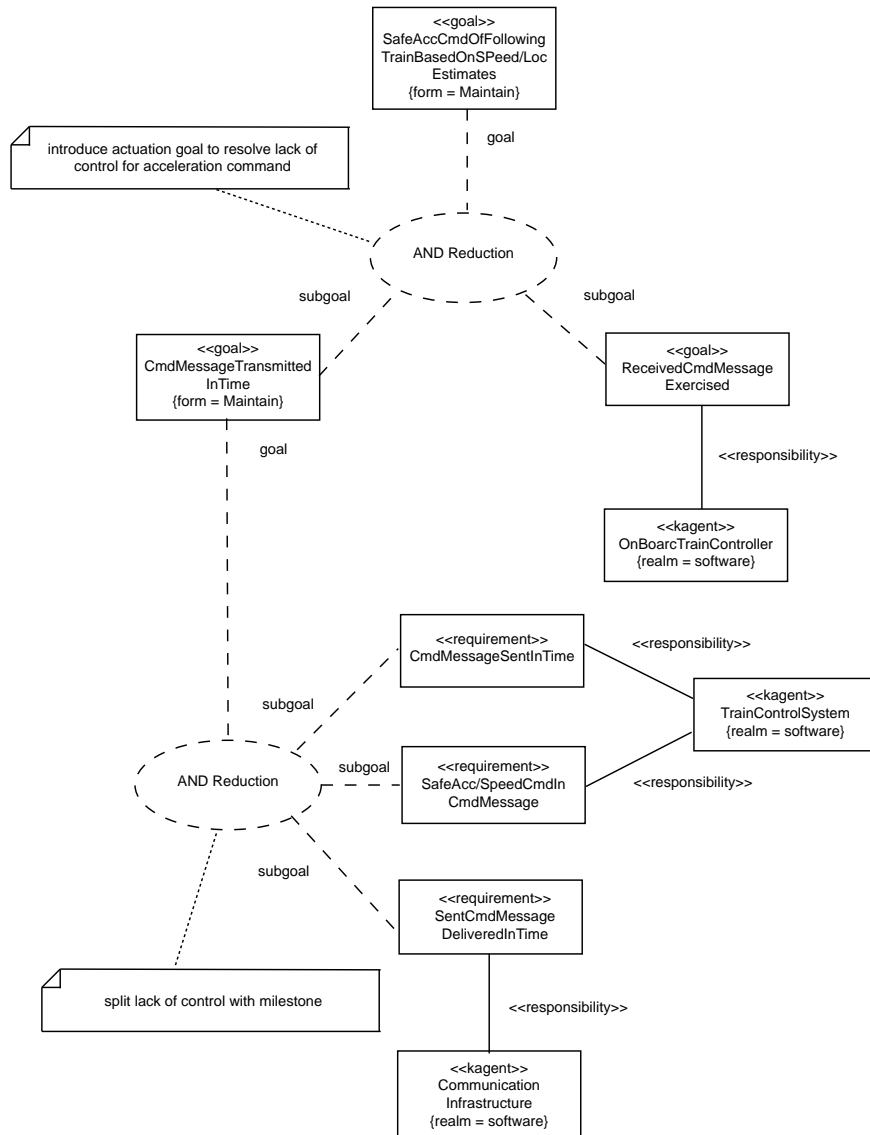 <<goal>>
SafeAccCmdOfFollowing
TrainBasedOnSPeed/Loc
Estimates
{form = Maintain}
goal
introduce actuation goal to resolve lack of
control for acceleration command
AND Reduction
subgoal
subgoal
<<goal>>
CmdMessageTransmitted
InTime
{form = Maintain}
<<goal>>
ReceivedCmdMessage
Exercised
goal
<<responsibility>>
<<kagent>>
OnBoarcTrainController
{realm = software}
<<requirement>>
CmdMessageSentInTime
<<responsibility>>
<<kagent>>
TrainControlSystem
{realm = software}
subgoal
AND Reduction
subgoal
<<requirement>>
SafeAcc/SpeedCmdIn
CmdMessage
<<responsibility>>
subgoal
<<requirement>>
SentCmdMessage
DeliveredInTime
split lack of control with milestone
<<responsibility>>
<<kagent>>
Communication
Infrastructure
{realm = software}